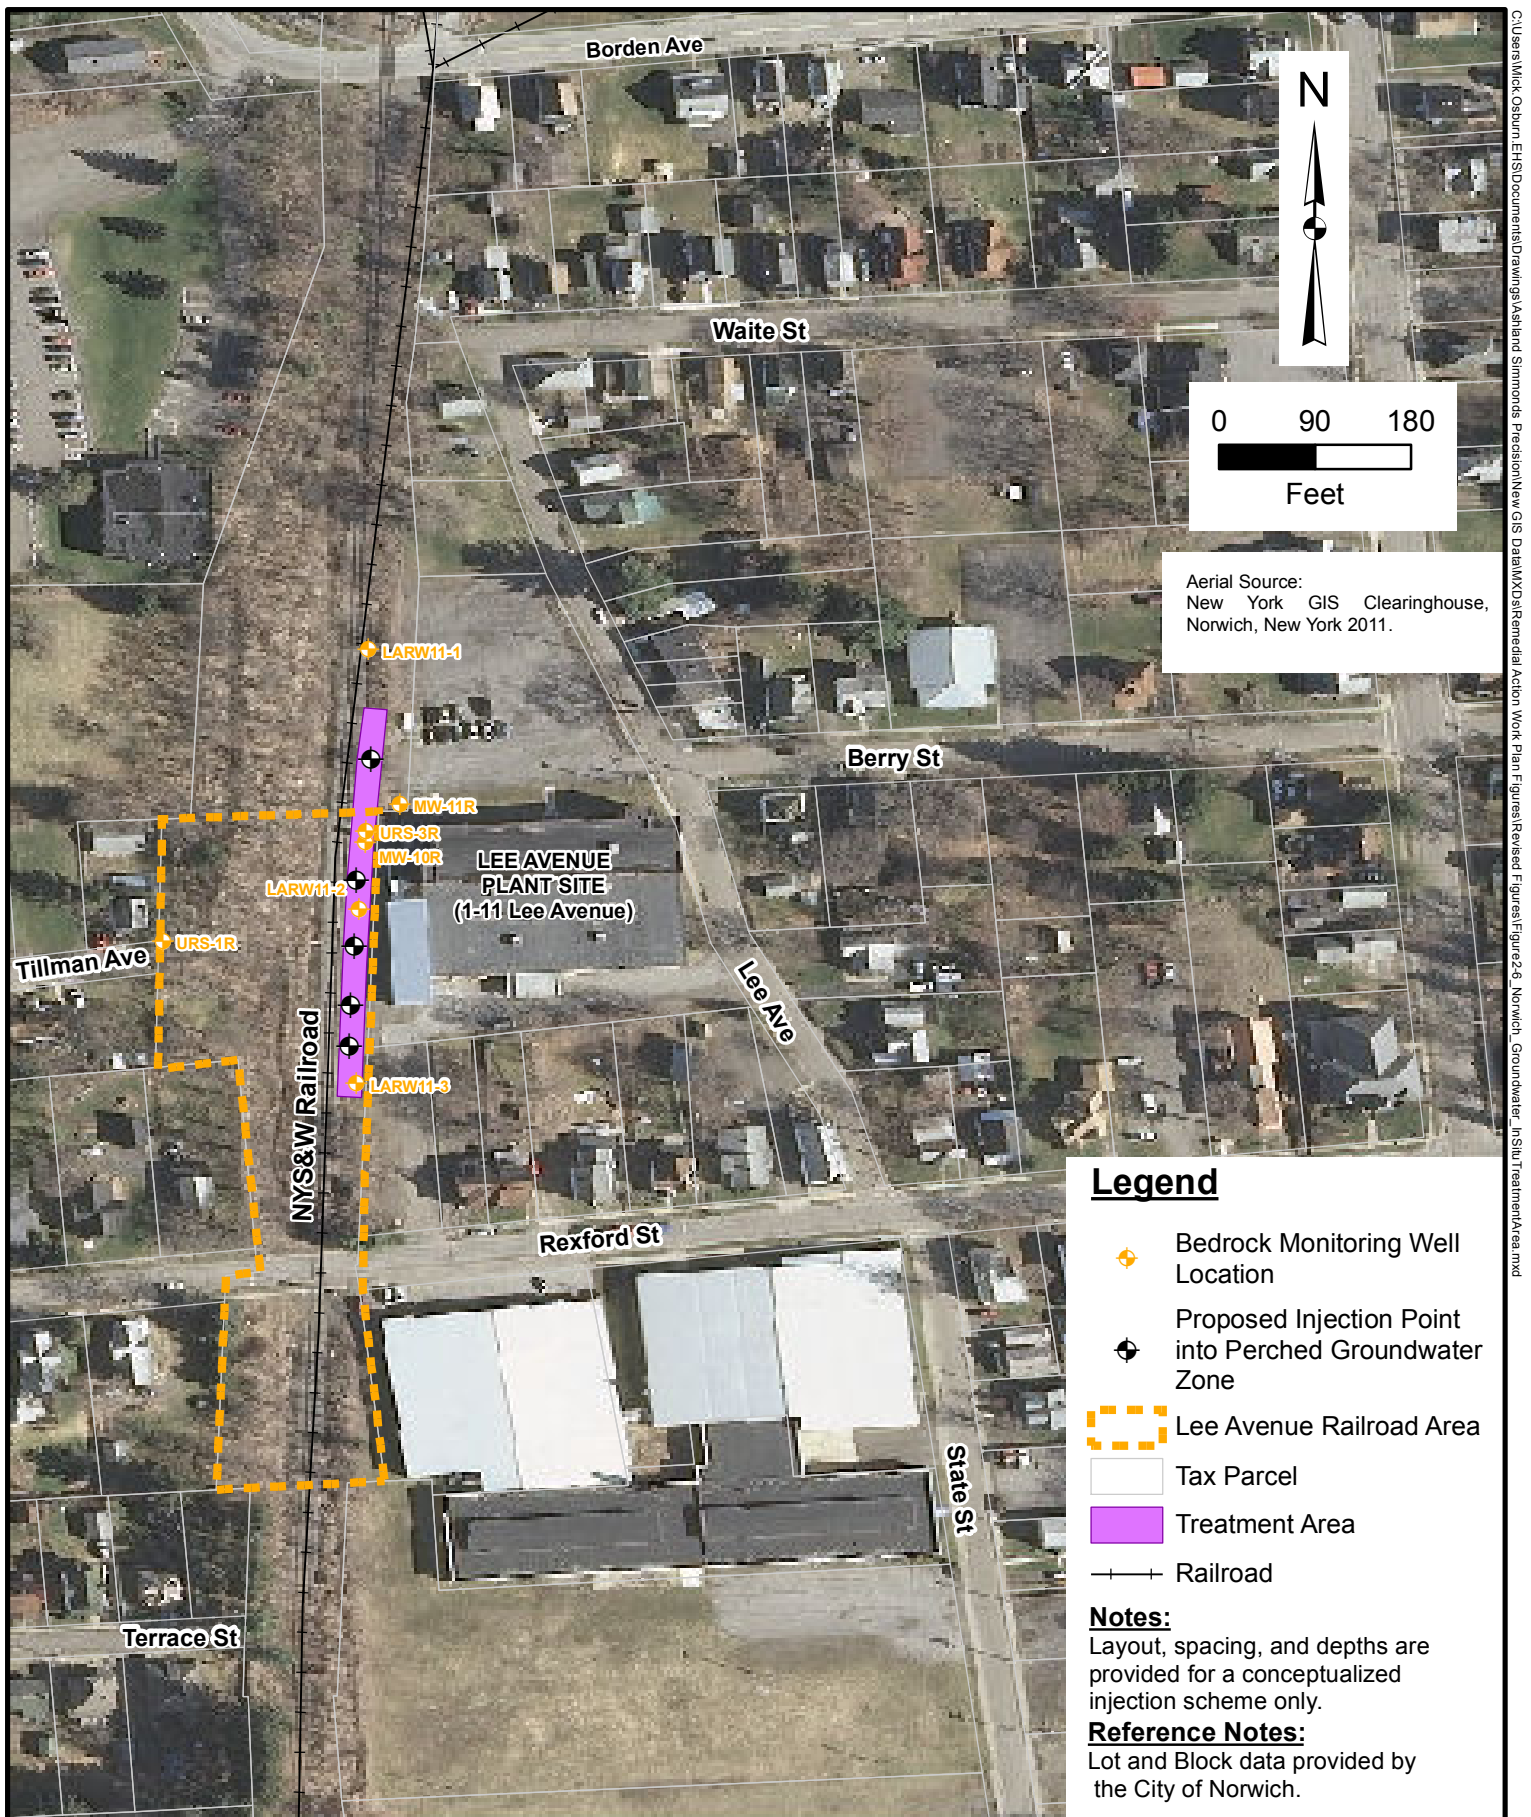 Borden Ave
N
Waite St
0 90 180
Feet
Aerial Source:
New York GIS Clearinghouse,
Norwich, New York 2011.
LARW11-1
Berry St
MW-11R
URS-3R
MW-10R
LEE AVENUE
PLANT SITE
(1-11 Lee Avenue)
LARW11-2
URS-1R
Tillman Ave
Lee Ave
NYS&W Railroad
LARW11-3
Rexford St
State St
Terrace St
Legend
Bedrock Monitoring Well
Location
Proposed Injection Point
into Perched Groundwater
Zone
Lee Avenue Railroad Area
Tax Parcel
Treatment Area
Railroad
Notes:
Layout, spacing, and depths are
provided for a conceptualized
injection scheme only.
Reference Notes:
Lot and Block data provided by
the City of Norwich.
C:\Users\Mick.Osburn.EHS\Documents\Drawings\Ashland Simmonds Precision\New GIS Data\MXDs\Remedial Action Work Plan Figures\Revised Figures\Figure2-6_Norwich_Groundwater_InSituTreatmentArea.mxd